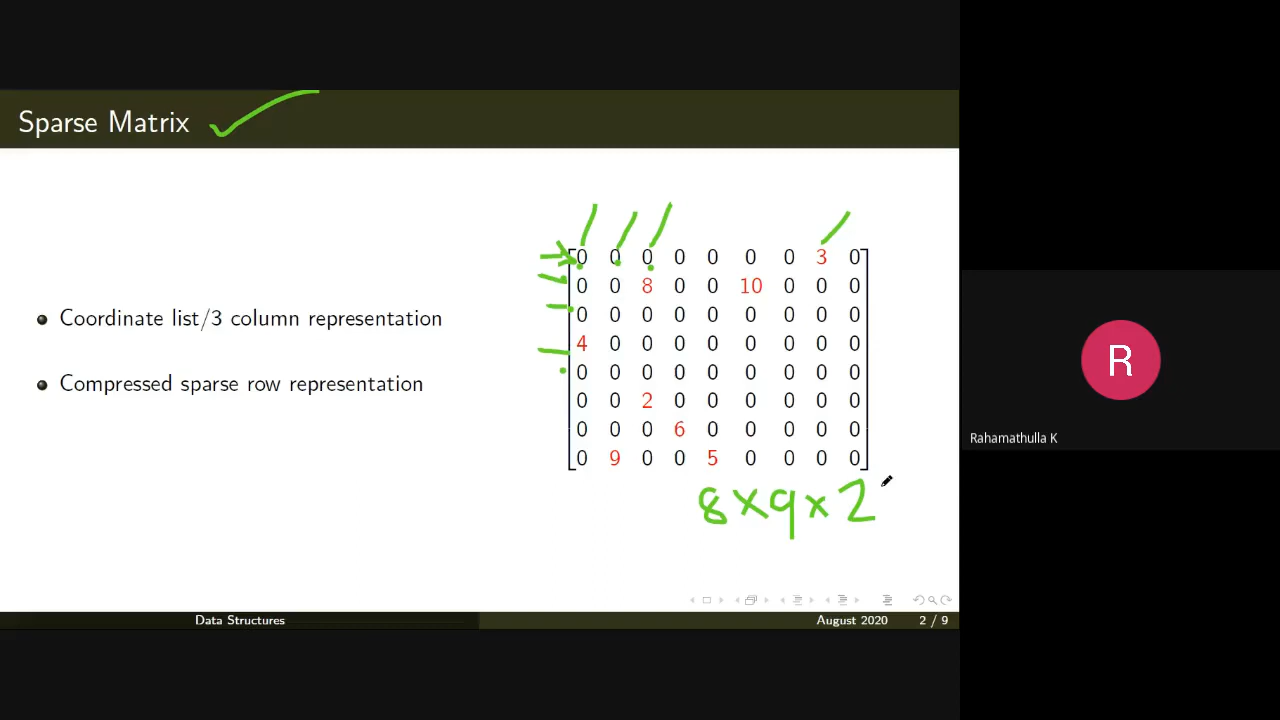 Sparse Matrix
Coordinate list/3 column representation
Compressed sparse row representation
0 0 0 0 0 0 0 3 0
0 0 8 0 0 10 0 0 0
0 0 0 0 0 0 0 0 0
4 0 0 0 0 0 0 0 0
0 0 0 0 0 0 0 0 0
0 0 2 0 0 0 0 0 0
0 0 0 6 0 0 0 0 0
0 9 0 0 5 0 0 0 0
8×9×2
Data Structures
August 2020
2 / 9
R
Rahamathulla K